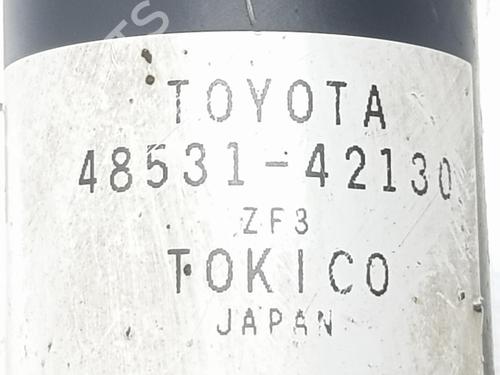 TOYOTA
48531-42130
ZF3
TOKICO
JAPAN